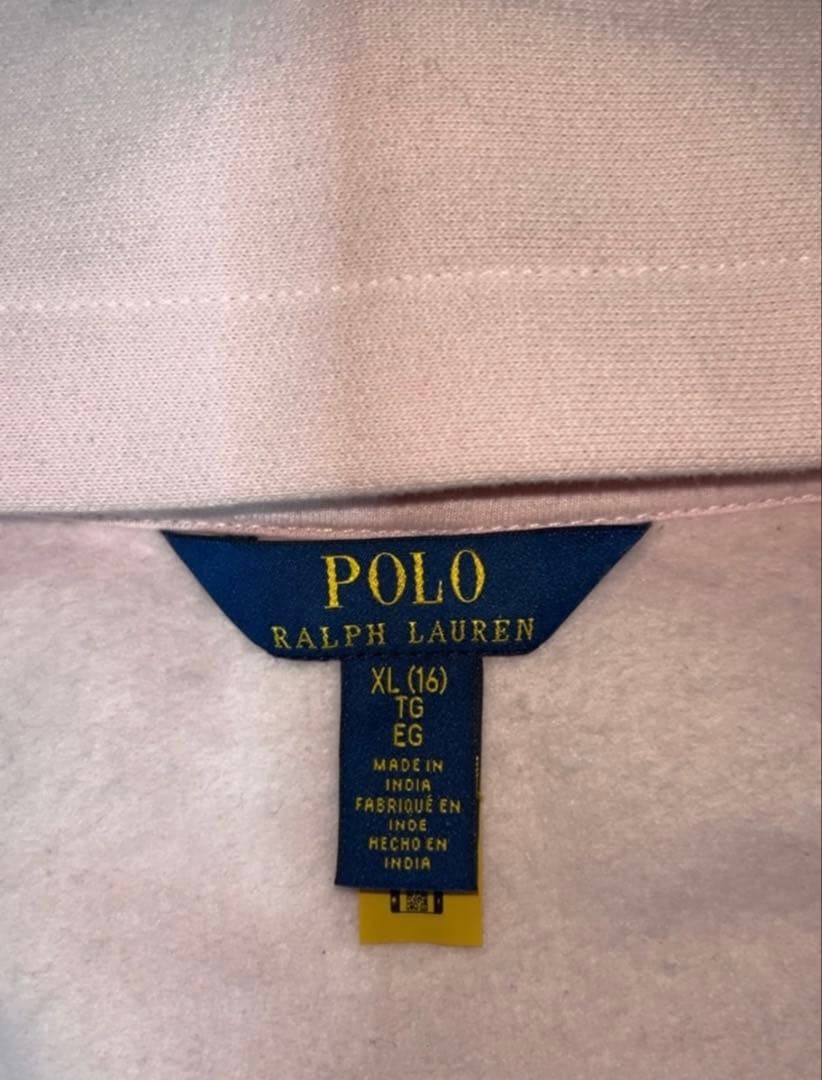 POLO
RALPH LAUREN
XL (16)
TG
EG
MADE IN
INDIA
FABRIQUÉ EN
INDE
HECHO EN
INDIA